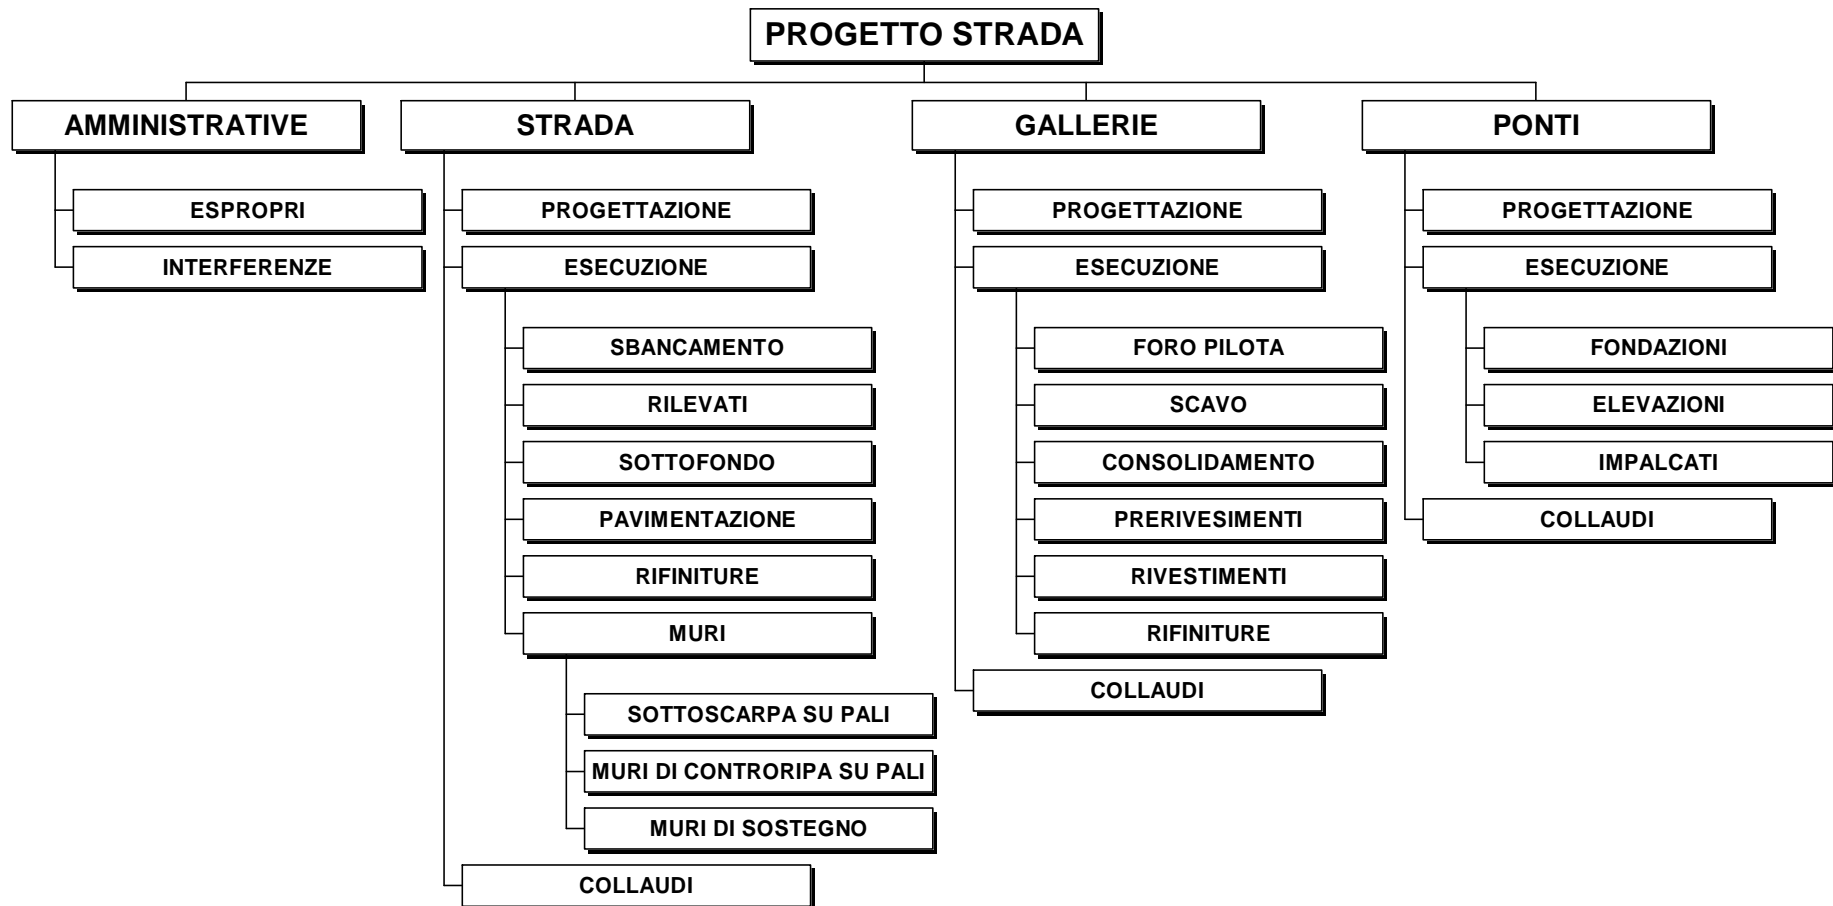 PROGETTO STRADA
AMMINISTRATIVE
ESPROPRI
INTERFERENZE
STRADA
PROGETTAZIONE
ESECUZIONE
SBANCAMENTO
RILEVATI
SOTTOFONDO
PAVIMENTAZIONE
RIFINITURE
MURI
SOTTOSCARPA SU PALI
MURI DI CONTRORIPA SU PALI
MURI DI SOSTEGNO
COLLAUDI
GALLERIE
PROGETTAZIONE
ESECUZIONE
FORO PILOTA
SCAVO
CONSOLIDAMENTO
PRERIVESIMENTI
RIVESTIMENTI
RIFINITURE
COLLAUDI
PONTI
PROGETTAZIONE
ESECUZIONE
FONDAZIONI
ELEVAZIONI
IMPALCATI
COLLAUDI